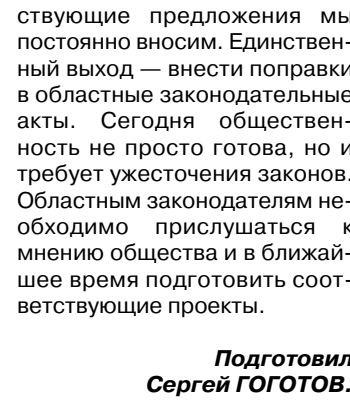 ствующие предложения мы
постоянно вносим. Единствен-
ный выход — внести поправки
в областные законодательные
акты. Сегодня обществен-
ность не просто готова, но и
требует ужесточения законов.
Областным законодателям не-
обходимо прислушаться к
мнению общества и в ближай-
шее время подготовить соот-
ветствующие проекты.
Подготовил
Сергей ГОГОТОВ.